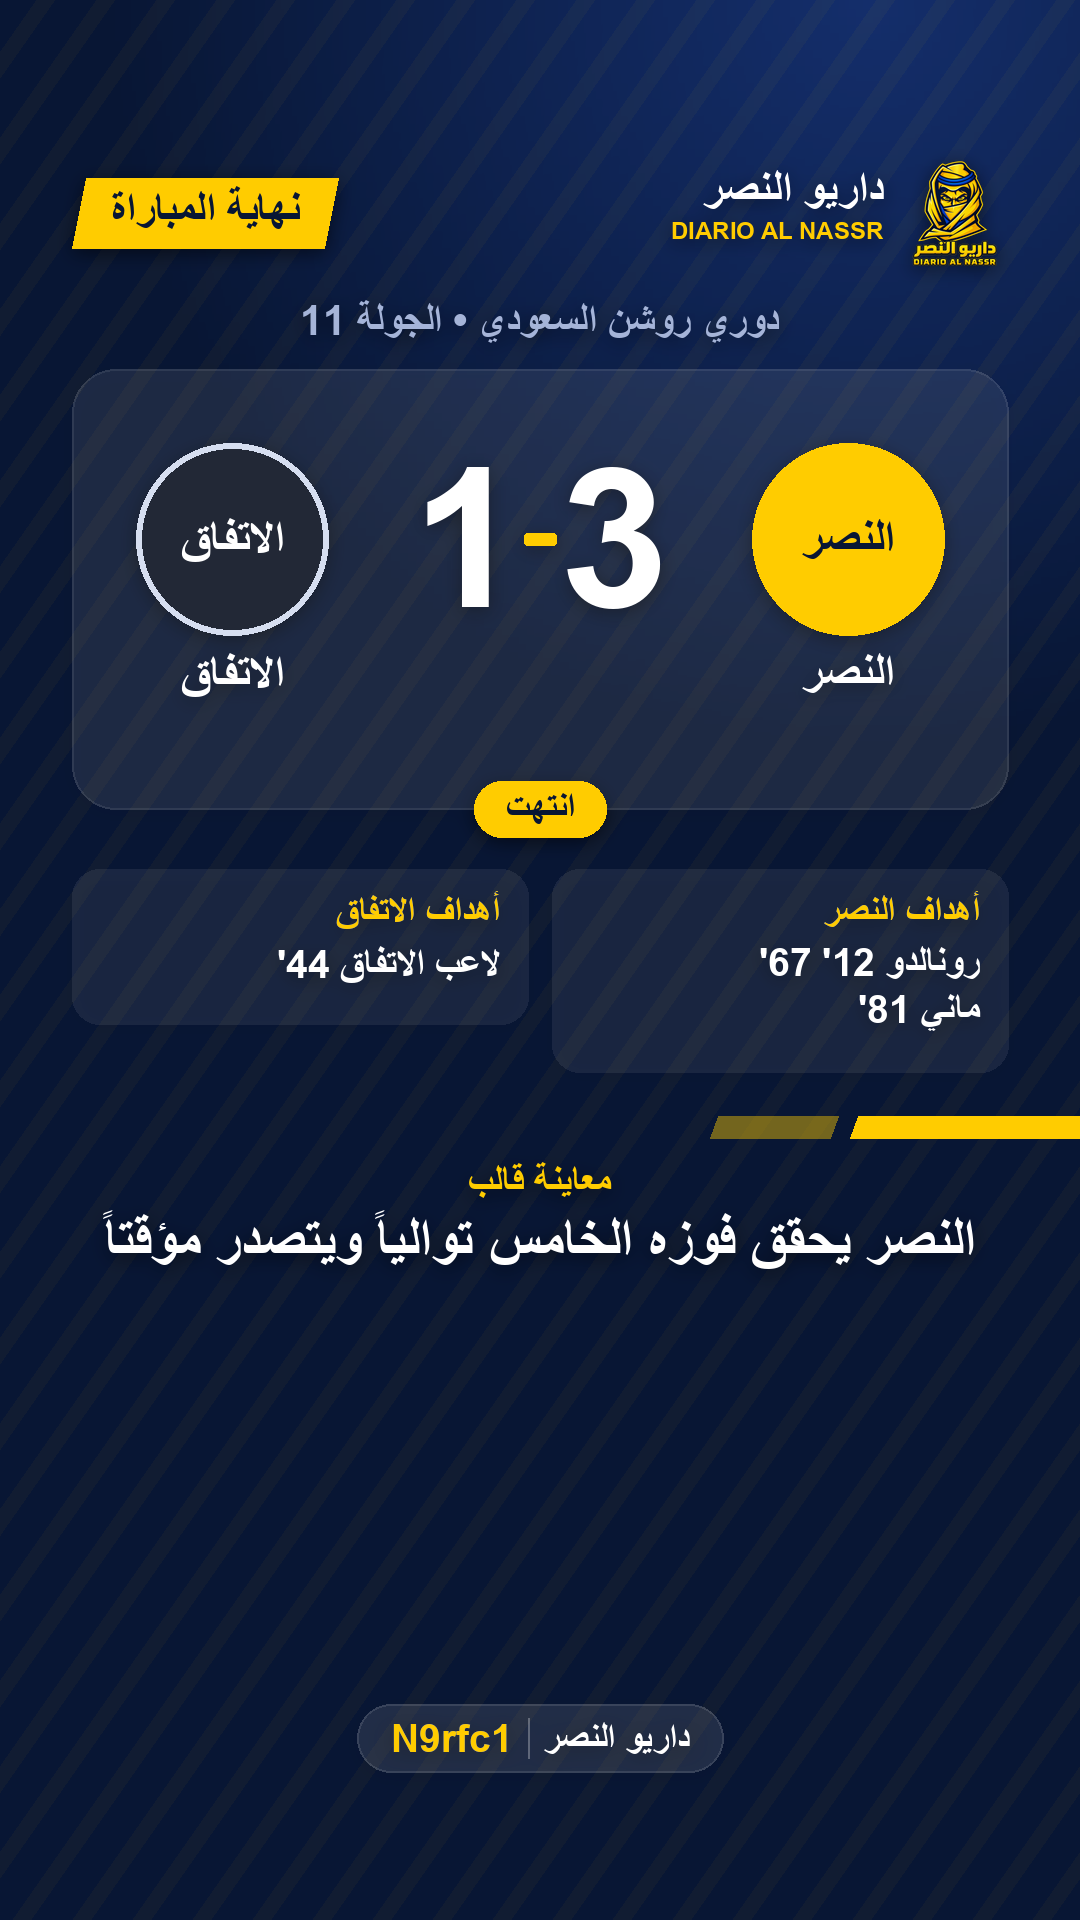 داريو النصر
DIARIO AL NASSR
داريو النصر
DIARIO AL NASSR
نهاية المباراة
دوري روشن السعودي • الجولة 11
النصر
3-1
الاتفاق
النصر
الاتفاق
انتهت
أهداف النصر
رونالدو 12' 67'
ماني 81'
أهداف الاتفاق
لاعب الاتفاق 44'
معاينة قالب
النصر يحقق فوزه الخامس توالياً ويتصدر مؤقتاً
داريو النصر | N9rfc1